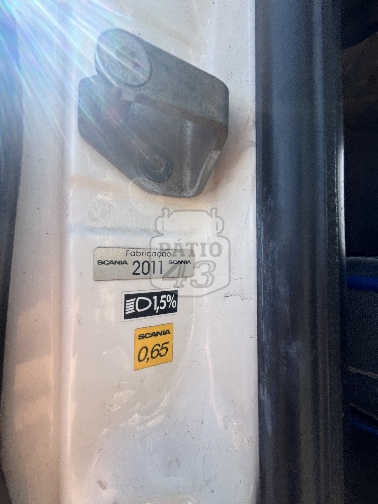 Fabricação
SCANIA 2011 SCANIA
PÁTIO
43
1,5%
SCANIA
0,65